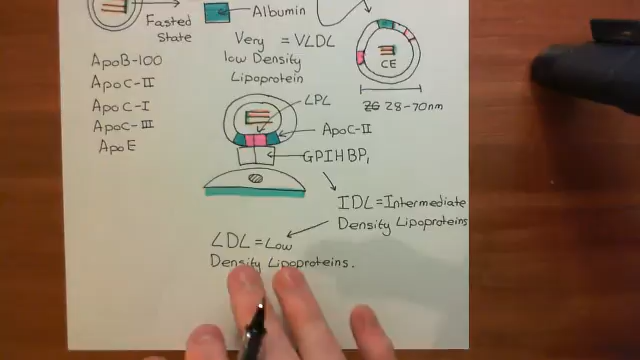 Fasted
State
Albumin
Very = VLDL
low Density
Lipoprotein
CE
28-70nm
ApoB-100
ApoC-II
ApoC-I
ApoC-III
ApoE
LPL
ApoC-II
GPIHBP1
IDL=Intermediate
Density Lipoproteins
LDL=Low
Density Lipoproteins.